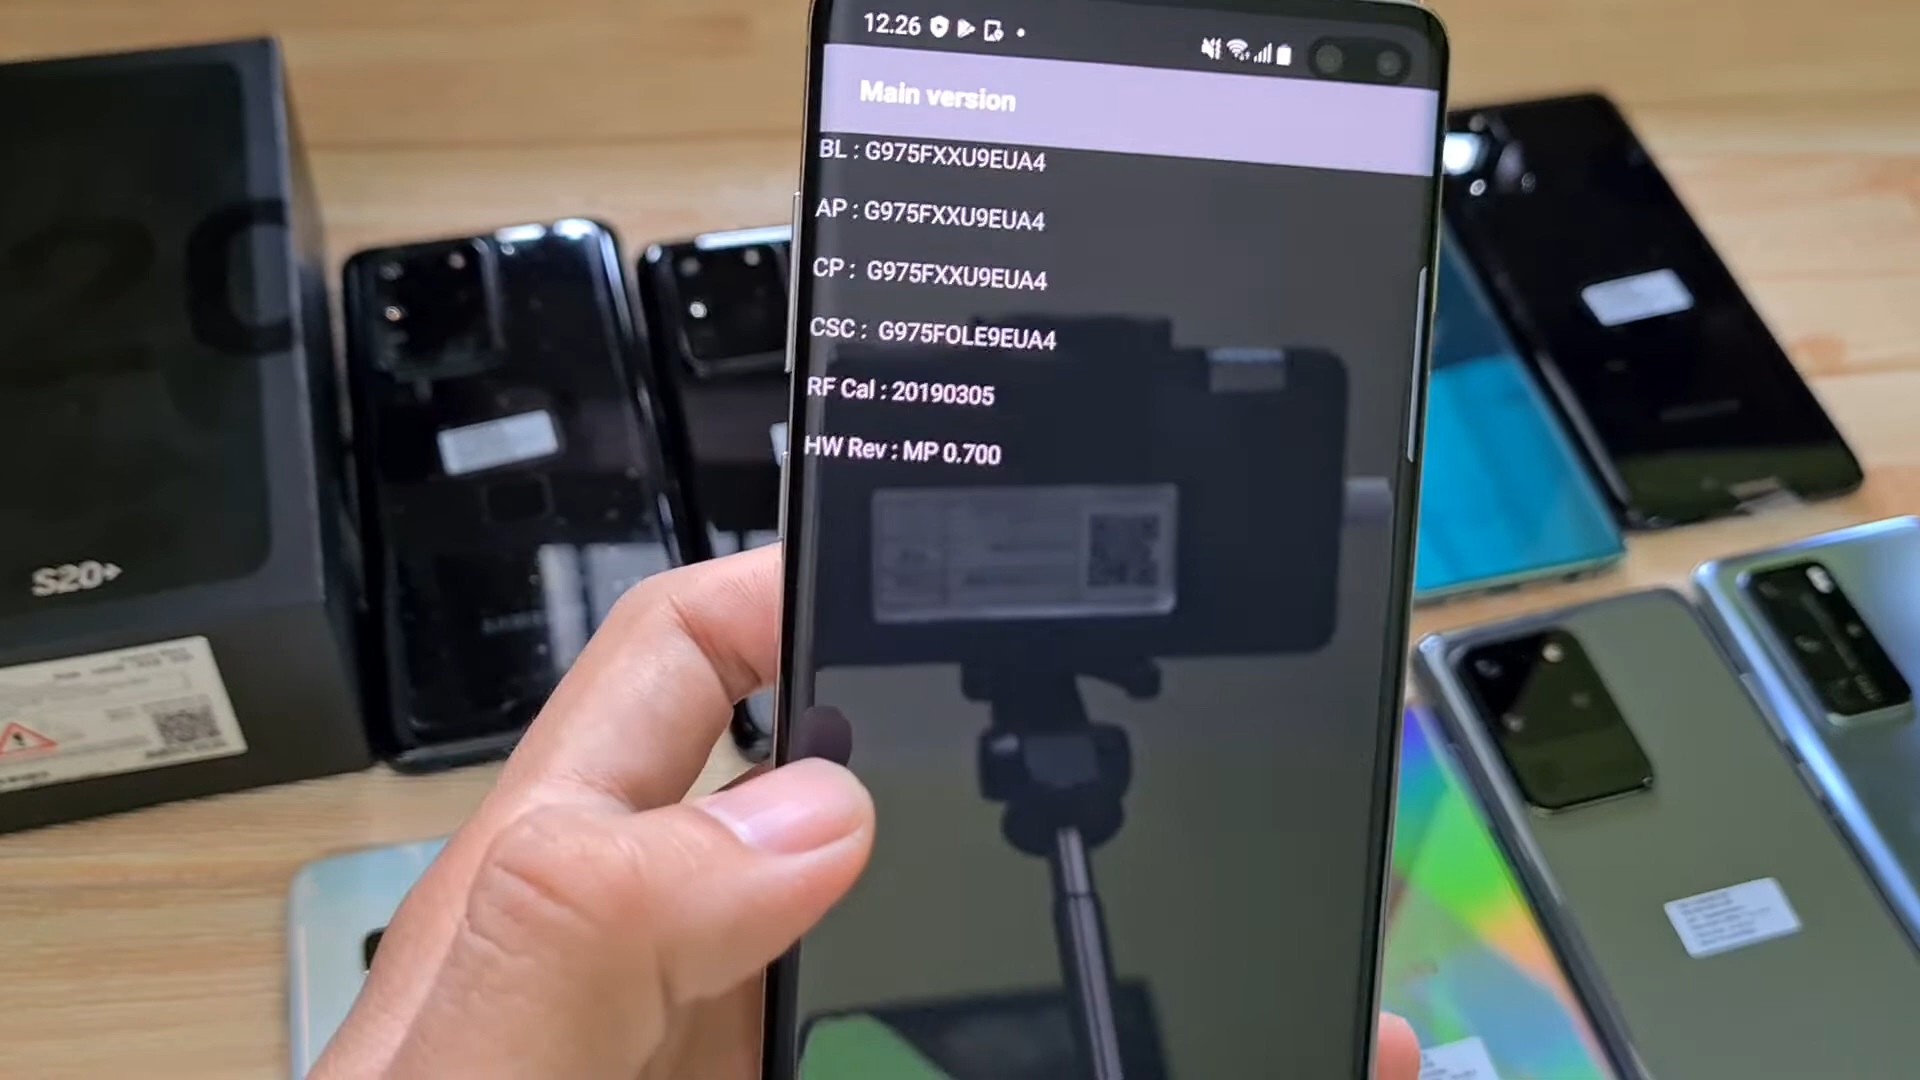 12.26
Main version
BL : G975FXXU9EUA4
AP : G975FXXU9EUA4
CP : G975FXXU9EUA4
CSC : G975FOLE9EUA4
RF Cal : 20190305
HW Rev : MP 0.700
20
S20+